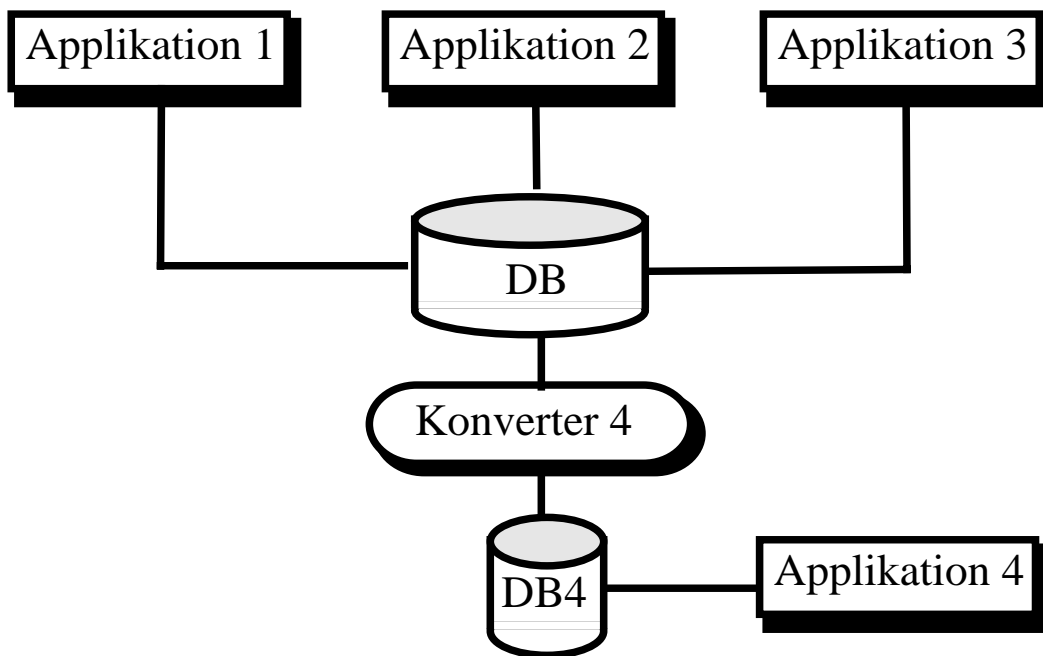 Applikation 1
Applikation 2
Applikation 3
DB
Konverter 4
DB4
Applikation 4